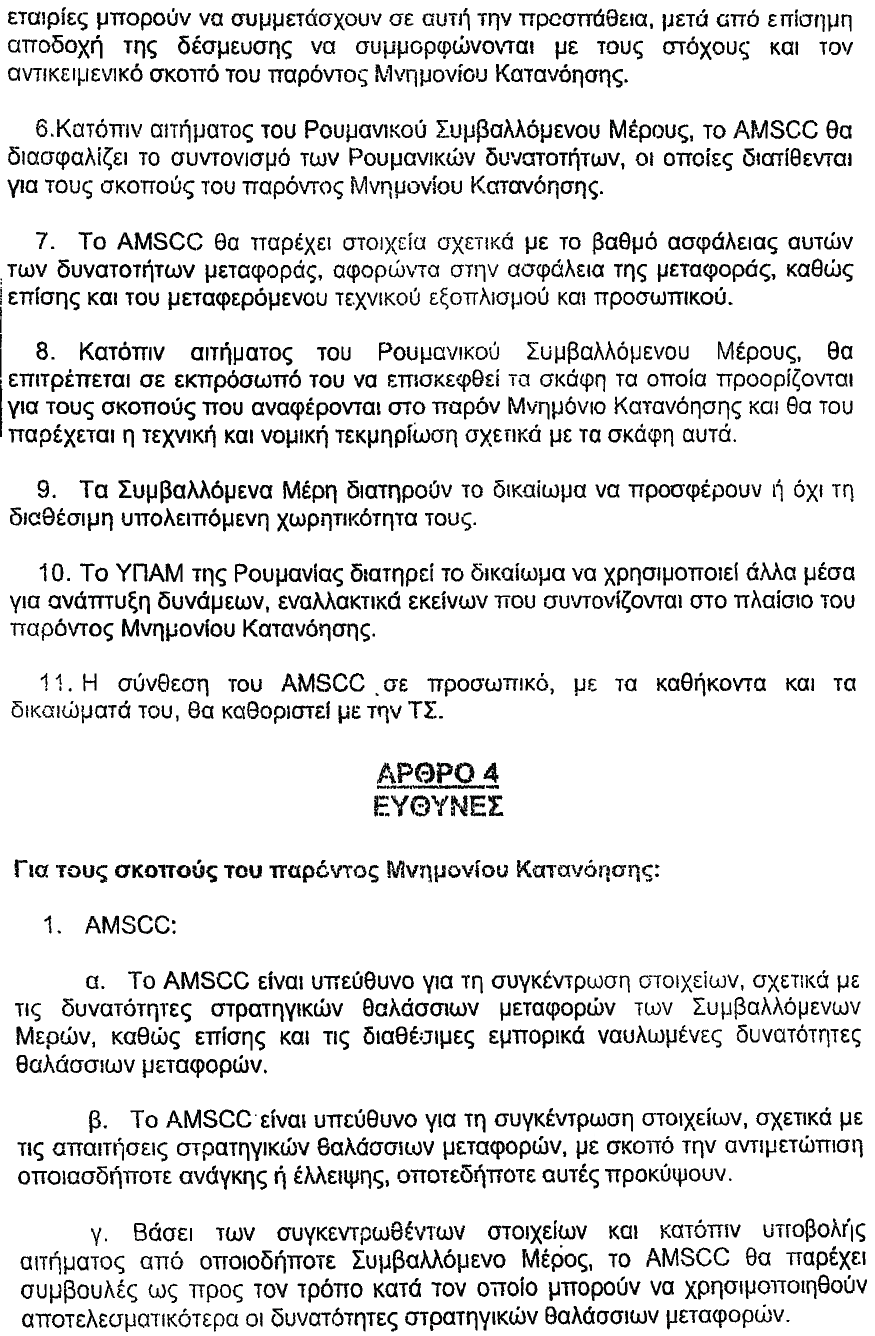 εταιρίες μπορούν να συμμετάσχουν σε αυτή την προσπάθεια, μετά από επίσημη
αποδοχή της δέσμευσης να συμμορφώνονται με τους στόχους και τον
αντικειμενικό σκοπό του παρόντος Μνημονίου Κατανόησης.
6.Κατόπιν αιτήματος του Ρουμανικού Συμβαλλόμενου Μέρους, το AMSCC θα
διασφαλίζει το συντονισμό των Ρουμανικών δυνατοτήτων, οι οποίες διατίθενται
για τους σκοπούς του παρόντος Μνημονίου Κατανόησης.
7. Το AMSCC θα παρέχει στοιχεία σχετικά με το βαθμό ασφάλειας αυτών
των δυνατοτήτων μεταφοράς, αφορώντα στην ασφάλεια της μεταφοράς, καθώς
επίσης και του μεταφερόμενου τεχνικού εξοπλισμού και προσωπικού.
8. Κατόπιν αιτήματος του Ρουμανικού Συμβαλλόμενου Μέρους, θα
επιτρέπεται σε εκπρόσωπό του να επισκεφθεί τα σκάφη τα οποία προορίζονται
για τους σκοπούς που αναφέρονται στο παρόν Μνημόνιο Κατανόησης και θα του
παρέχεται η τεχνική και νομική τεκμηρίωση σχετικά με τα σκάφη αυτά.
9. Τα Συμβαλλόμενα Μέρη διατηρούν το δικαίωμα να προσφέρουν ή όχι τη
διαθέσιμη υπολειπόμενη χωρητικότητα τους.
10. Το ΥΠΑΜ της Ρουμανίας διατηρεί το δικαίωμα να χρησιμοποιεί άλλα μέσα
για ανάπτυξη δυνάμεων, εναλλακτικά εκείνων που συντονίζονται στο πλαίσιο του
παρόντος Μνημονίου Κατανόησης.
11. Η σύνθεση του AMSCC σε προσωπικό, με τα καθήκοντα και τα
δικαιώματά του, θα καθοριστεί με την ΤΣ.
ΑΡΘΡΟ 4
ΕΥΘΥΝΕΣ
Για τους σκοπούς του παρόντος Μνημονίου Κατανόησης:
1. AMSCC:
α. Το AMSCC είναι υπεύθυνο για τη συγκέντρωση στοιχείων, σχετικά με
τις δυνατότητες στρατηγικών θαλάσσιων μεταφορών των Συμβαλλόμενων
Μερών, καθώς επίσης και τις διαθέσιμες εμπορικά ναυλωμένες δυνατότητες
θαλάσσιων μεταφορών.
β. Το AMSCC είναι υπεύθυνο για τη συγκέντρωση στοιχείων, σχετικά με
τις απαιτήσεις στρατηγικών θαλάσσιων μεταφορών, με σκοπό την αντιμετώπιση
οποιασδήποτε ανάγκης ή έλλειψης, οποτεδήποτε αυτές προκύψουν.
γ. Βάσει των συγκεντρωθέντων στοιχείων και κατόπιν υποβολής
αιτήματος από οποιοδήποτε Συμβαλλόμενο Μέρος, το AMSCC θα παρέχει
συμβουλές ως προς τον τρόπο κατά τον οποίο μπορούν να χρησιμοποιηθούν
αποτελεσματικότερα οι δυνατότητες στρατηγικών θαλάσσιων μεταφορών.